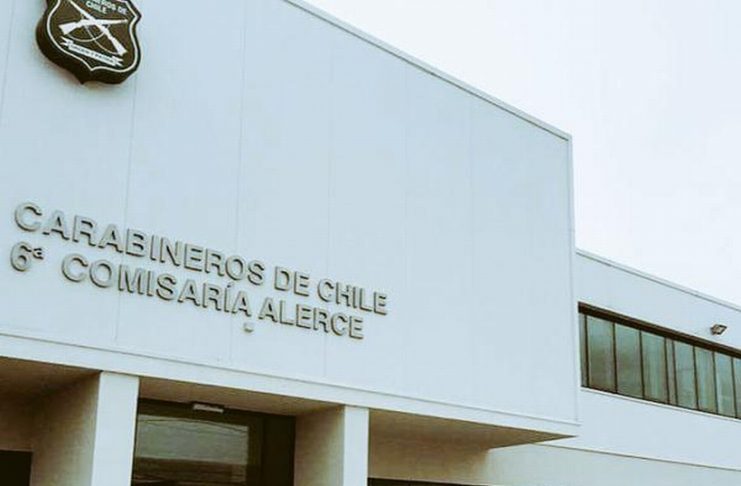 CARABINEROS DE CHILE
6ª COMISARÍA ALERCE